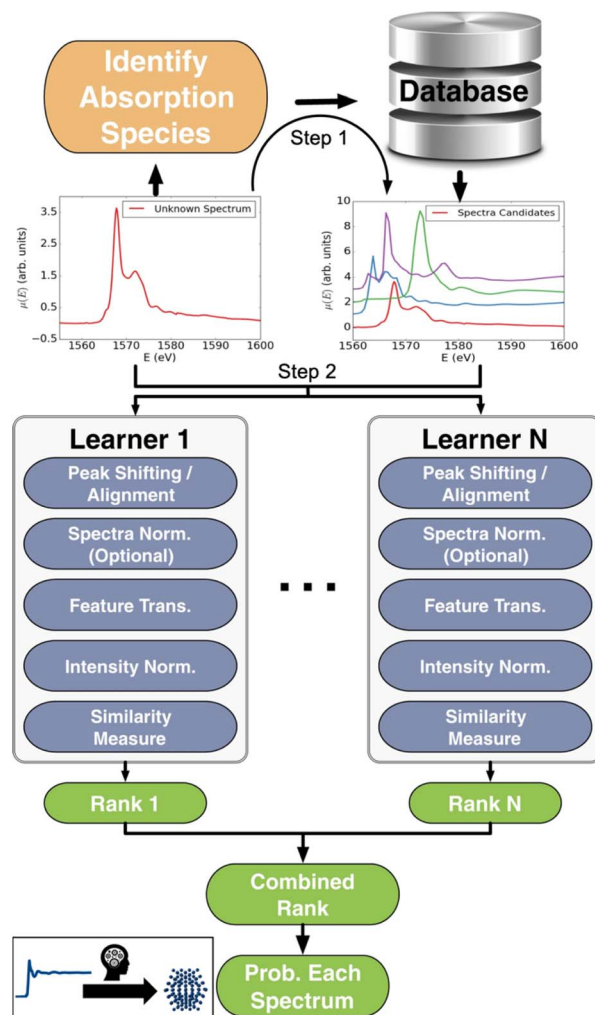 Identify
Absorption
Species
Database
Step 1
Unknown Spectrum
3.5
2.5
1.5
0.5
−0.5
μ(E) (arb. units)
1560 1570 1580 1590 1600
E (eV)
Spectra Candidates
10
8
6
4
2
0
μ(E) (arb. units)
1560 1570 1580 1590 1600
E (eV)
Step 2
Learner 1
Peak Shifting /
Alignment
Spectra Norm.
(Optional)
Feature Trans.
Intensity Norm.
Similarity
Measure
Rank 1
...
Learner N
Peak Shifting /
Alignment
Spectra Norm.
(Optional)
Feature Trans.
Intensity Norm.
Similarity
Measure
Rank N
Combined
Rank
Prob. Each
Spectrum